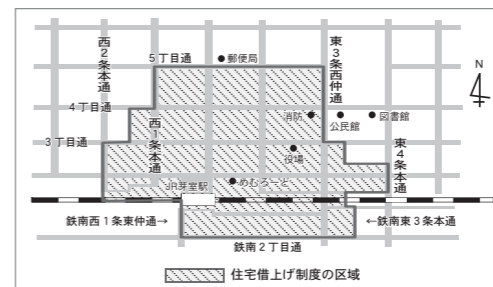 西2条本通
5丁目通
●郵便局
東3条西仲通
N
4丁目通
西1条本通
消防●
●公民館
●図書館
3丁目通
役場
東4条本通
JR芽室駅
●めむろーど
鉄南西1条東仲通→
←鉄南東3条本通
鉄南2丁目通
住宅借上げ制度の区域